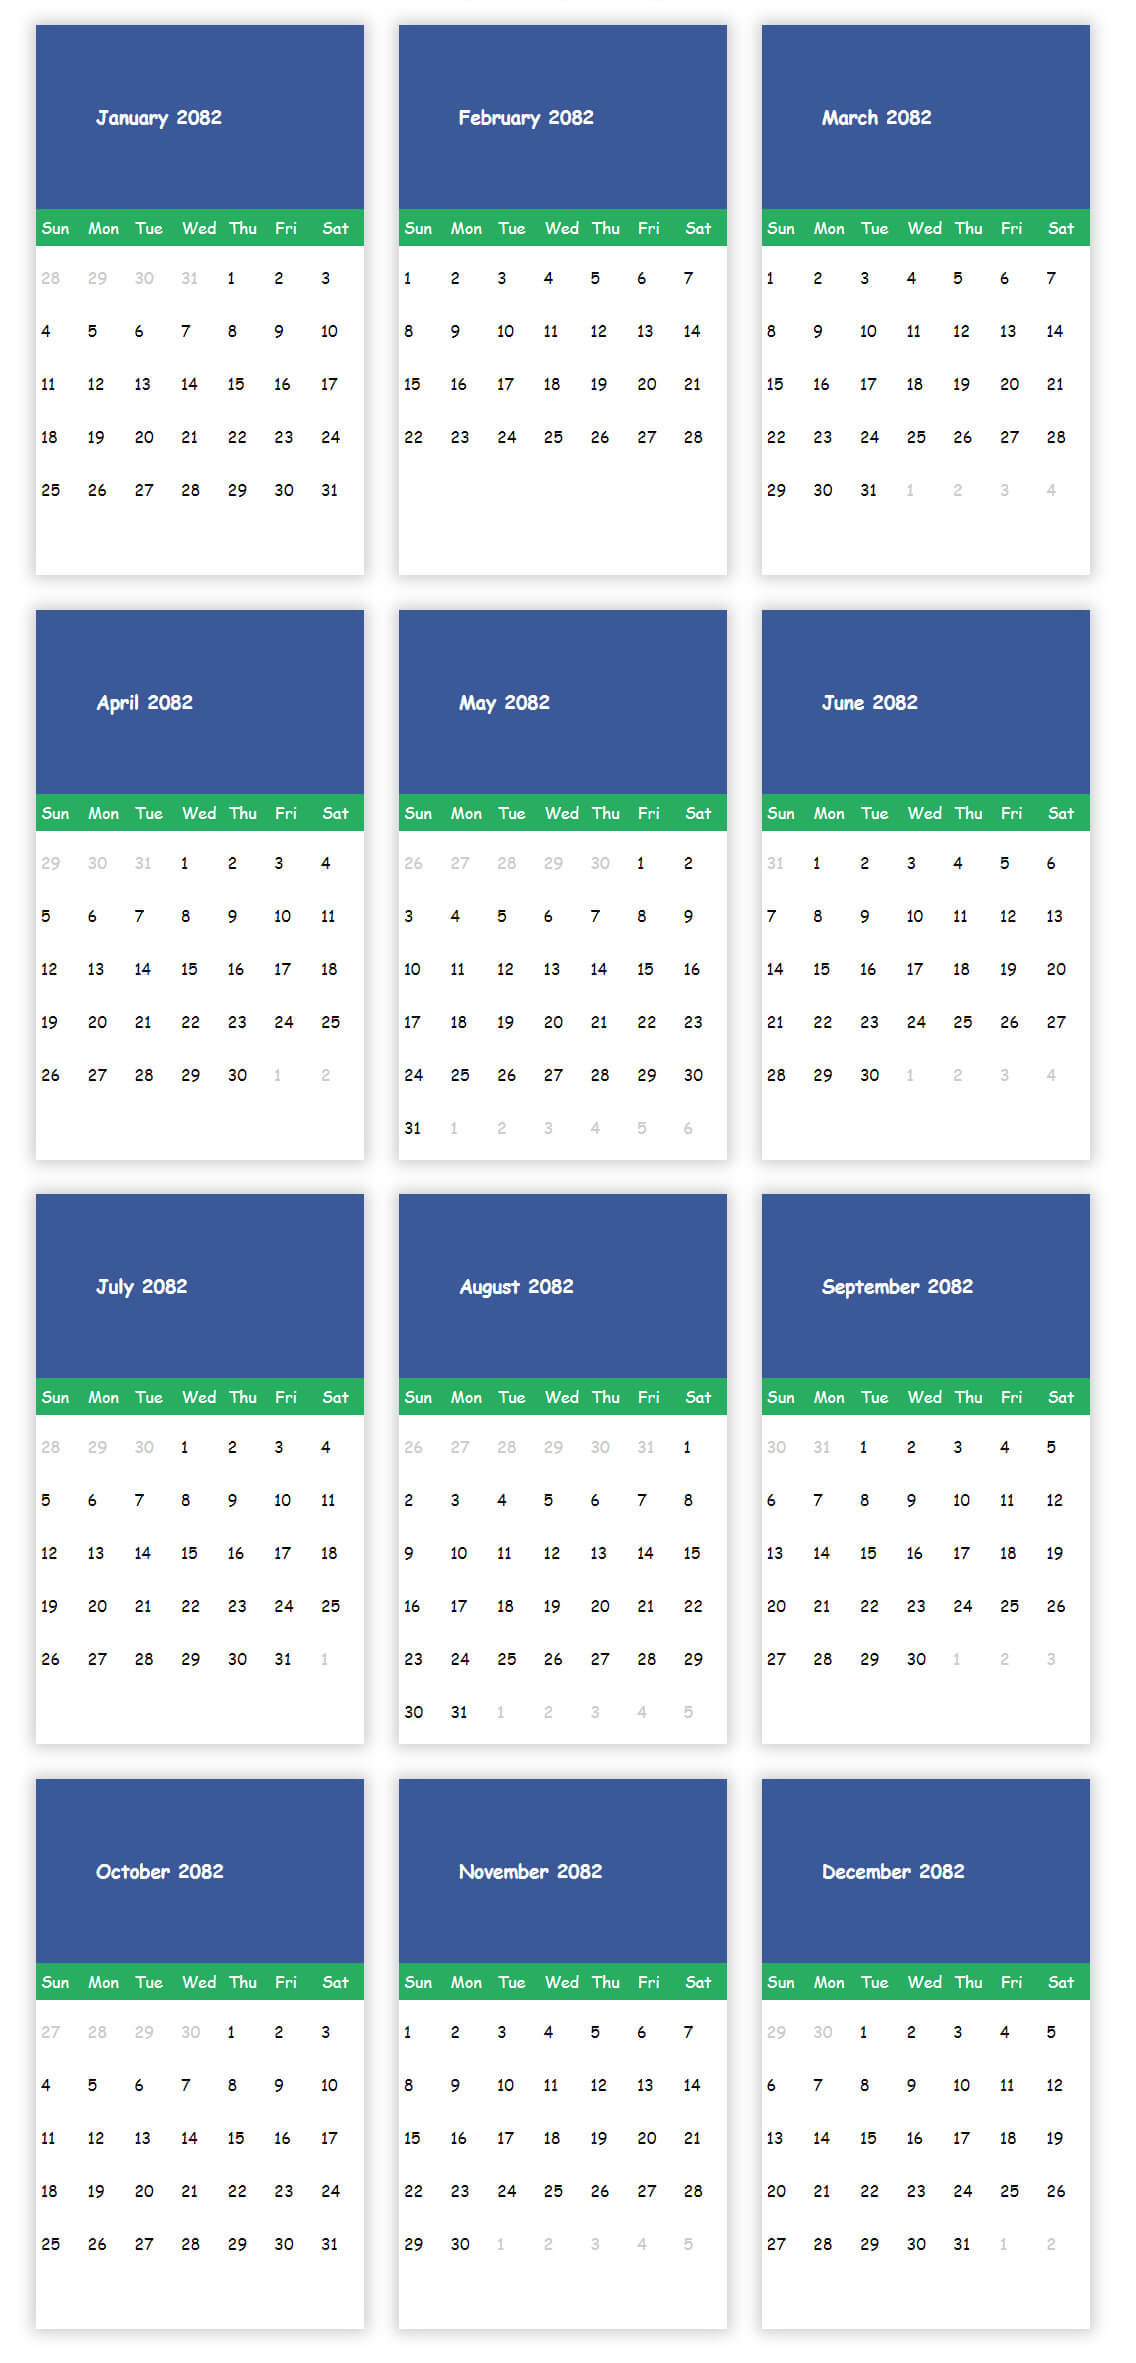 January 2082
Sun Mon Tue Wed Thu Fri Sat
28 29 30 31 1 2 3
4 5 6 7 8 9 10
11 12 13 14 15 16 17
18 19 20 21 22 23 24
25 26 27 28 29 30 31
February 2082
Sun Mon Tue Wed Thu Fri Sat
1 2 3 4 5 6 7
8 9 10 11 12 13 14
15 16 17 18 19 20 21
22 23 24 25 26 27 28
March 2082
Sun Mon Tue Wed Thu Fri Sat
1 2 3 4 5 6 7
8 9 10 11 12 13 14
15 16 17 18 19 20 21
22 23 24 25 26 27 28
29 30 31 1 2 3 4
April 2082
Sun Mon Tue Wed Thu Fri Sat
29 30 31 1 2 3 4
5 6 7 8 9 10 11
12 13 14 15 16 17 18
19 20 21 22 23 24 25
26 27 28 29 30 1 2
May 2082
Sun Mon Tue Wed Thu Fri Sat
26 27 28 29 30 1 2
3 4 5 6 7 8 9
10 11 12 13 14 15 16
17 18 19 20 21 22 23
24 25 26 27 28 29 30
31 1 2 3 4 5 6
June 2082
Sun Mon Tue Wed Thu Fri Sat
31 1 2 3 4 5 6
7 8 9 10 11 12 13
14 15 16 17 18 19 20
21 22 23 24 25 26 27
28 29 30 1 2 3 4
July 2082
Sun Mon Tue Wed Thu Fri Sat
28 29 30 1 2 3 4
5 6 7 8 9 10 11
12 13 14 15 16 17 18
19 20 21 22 23 24 25
26 27 28 29 30 31 1
August 2082
Sun Mon Tue Wed Thu Fri Sat
26 27 28 29 30 31 1
2 3 4 5 6 7 8
9 10 11 12 13 14 15
16 17 18 19 20 21 22
23 24 25 26 27 28 29
30 31 1 2 3 4 5
September 2082
Sun Mon Tue Wed Thu Fri Sat
30 31 1 2 3 4 5
6 7 8 9 10 11 12
13 14 15 16 17 18 19
20 21 22 23 24 25 26
27 28 29 30 1 2 3
October 2082
Sun Mon Tue Wed Thu Fri Sat
27 28 29 30 1 2 3
4 5 6 7 8 9 10
11 12 13 14 15 16 17
18 19 20 21 22 23 24
25 26 27 28 29 30 31
November 2082
Sun Mon Tue Wed Thu Fri Sat
1 2 3 4 5 6 7
8 9 10 11 12 13 14
15 16 17 18 19 20 21
22 23 24 25 26 27 28
29 30 1 2 3 4 5
December 2082
Sun Mon Tue Wed Thu Fri Sat
29 30 1 2 3 4 5
6 7 8 9 10 11 12
13 14 15 16 17 18 19
20 21 22 23 24 25 26
27 28 29 30 31 1 2